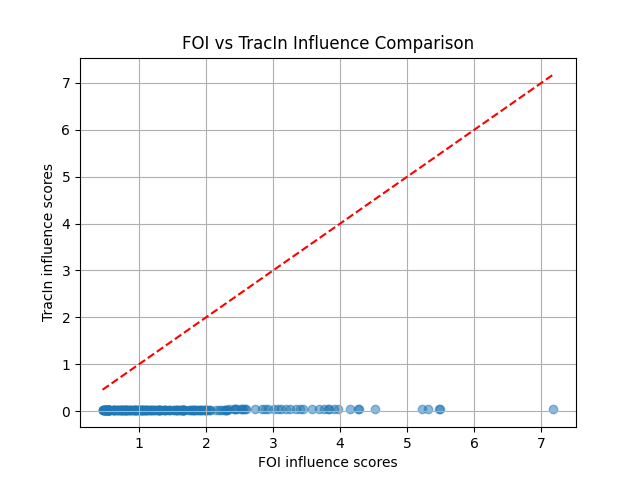 FOI vs TracIn Influence Comparison
TracIn influence scores
7
6
5
4
3
2
1
0
1 2 3 4 5 6 7
FOI influence scores